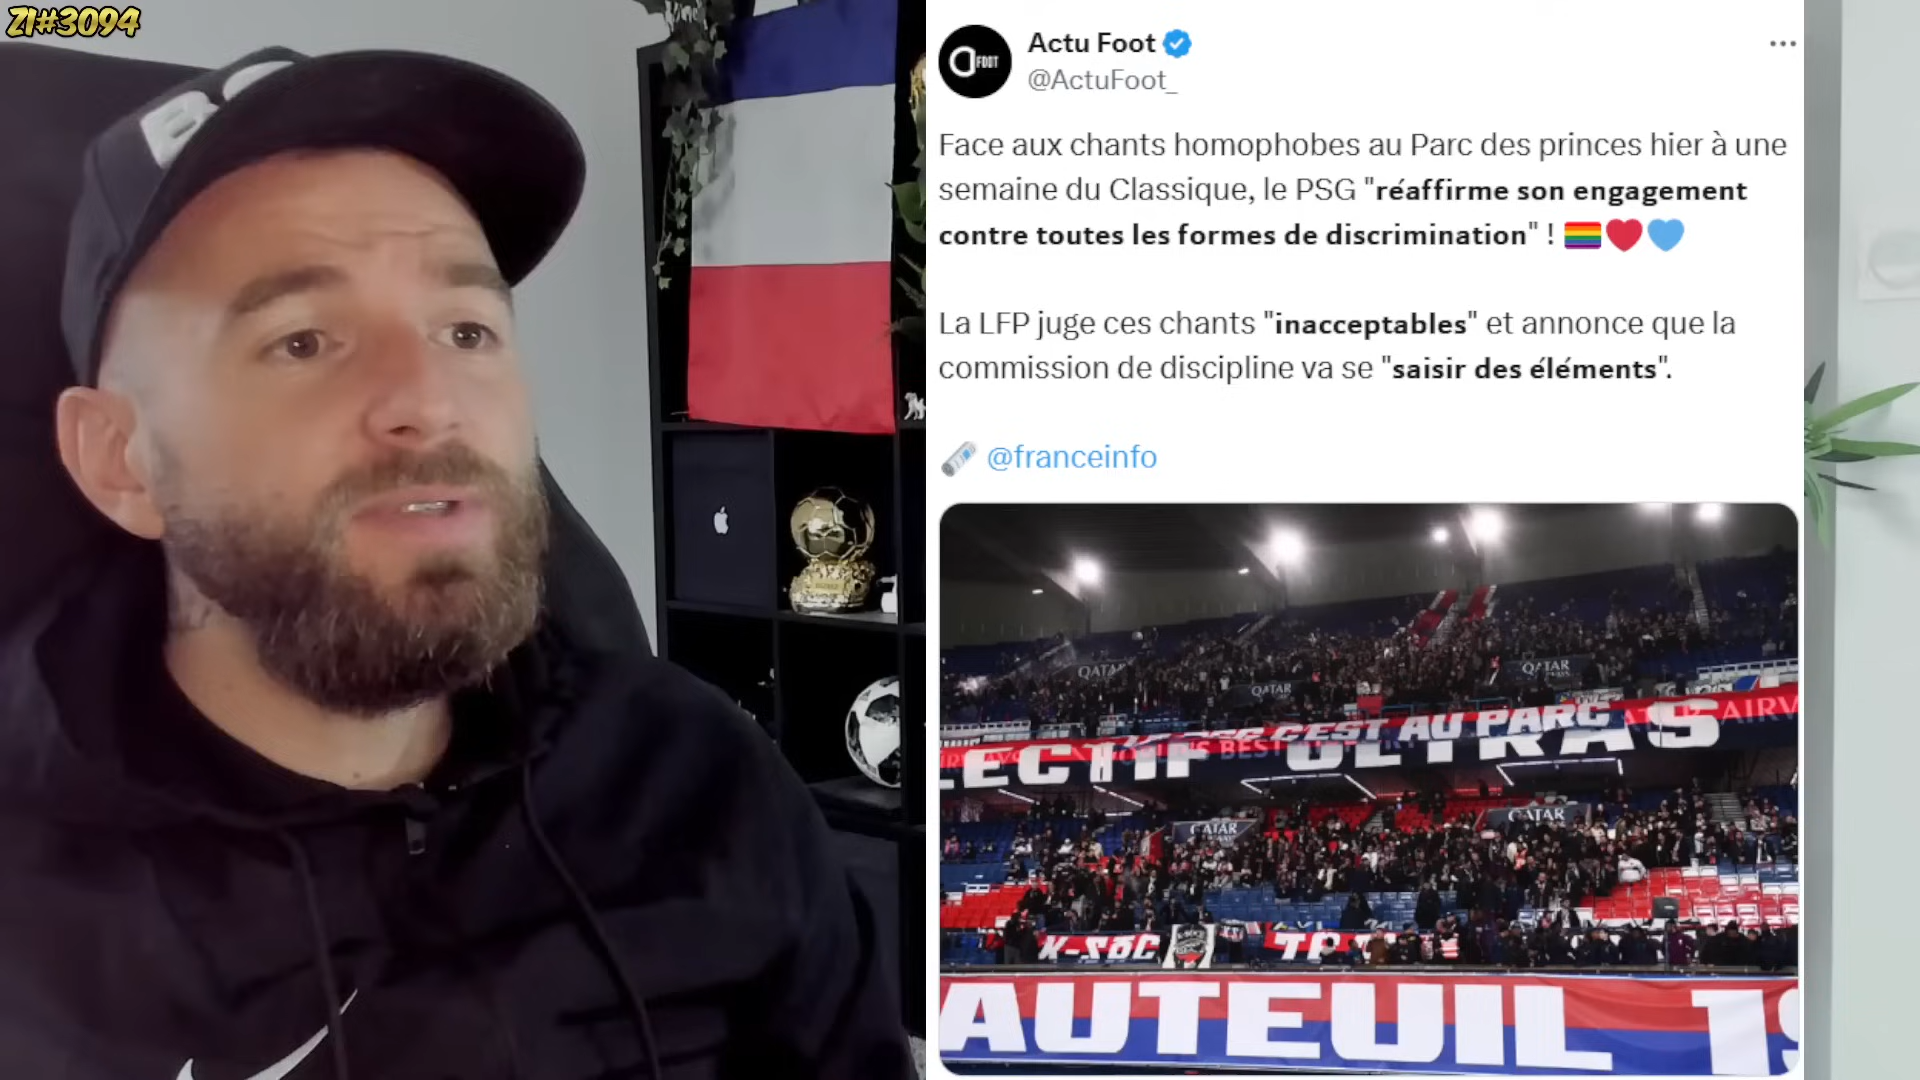 ZI#3094
FOOT
Actu Foot
@ActuFoot_
Face aux chants homophobes au Parc des princes hier à une
semaine du Classique, le PSG "réaffirme son engagement
contre toutes les formes de discrimination" !
La LFP juge ces chants "inacceptables" et annonce que la
commission de discipline va se "saisir des éléments".
@franceinfo
QATAR
QATAR
QATAR
C'EST AU PARC
LECTIF ULTRAS
QATAR
QATAR
K-SOC
AUTEUIL 19